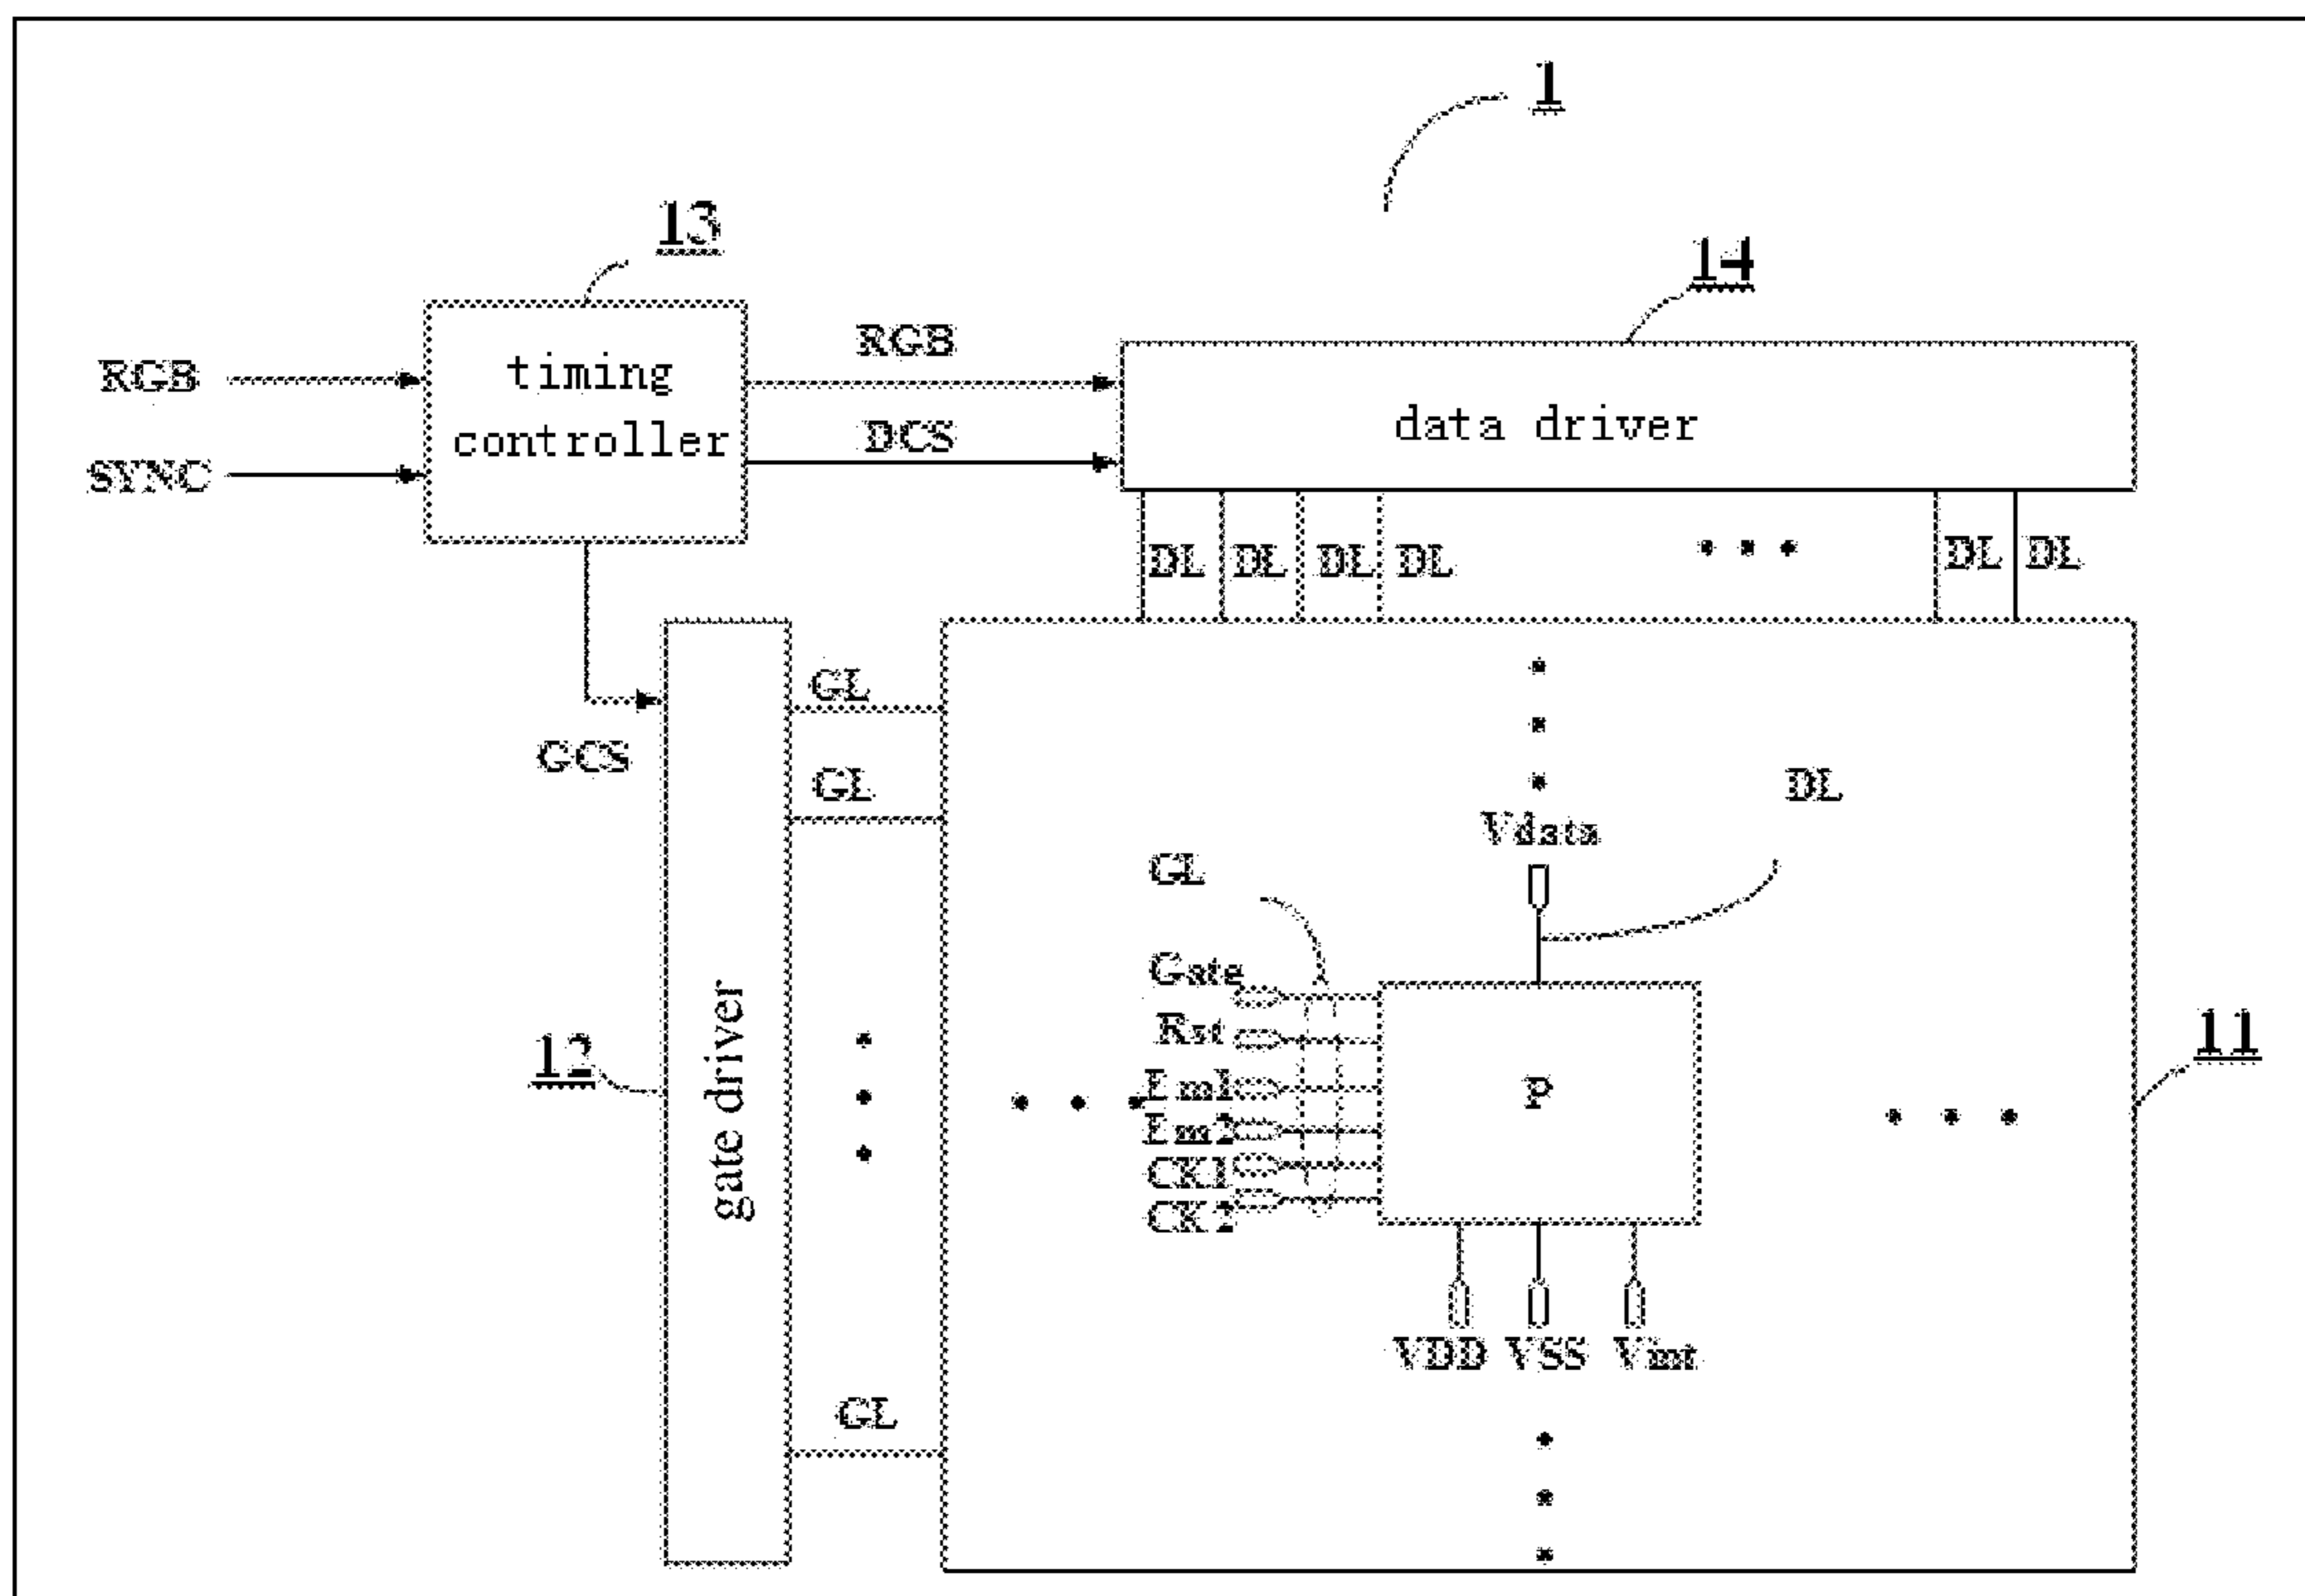 1
13
14
RGB
timing
controller
RGB
data driver
DCS
SYNC
DL DL DL DL DL DL
GL
GCS
GL
DL
Vdata
GL
Gate
Rst
12
gate driver
11
Em1
P
Em2
CK1
CK2
VDD VSS Vint
GL